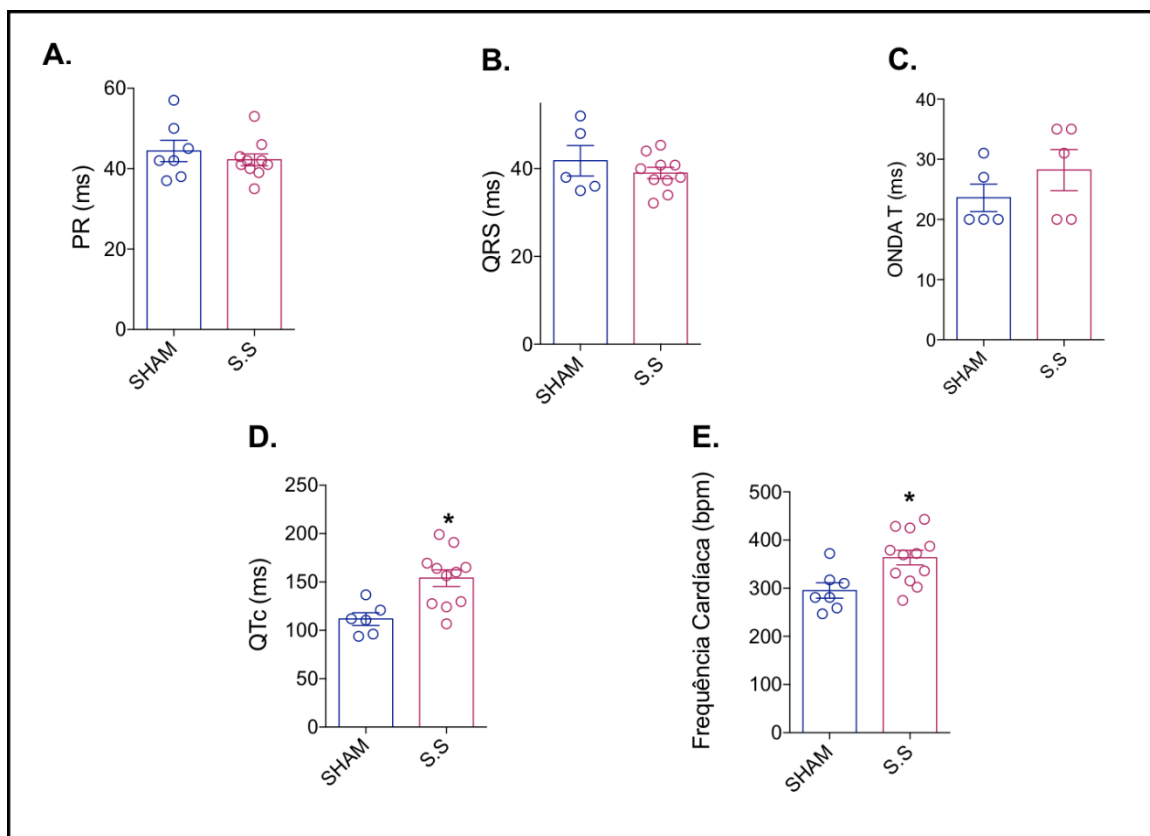 A.
60
40
20
0
PR (ms)
SHAM
S.S
B.
40
20
0
QRS (ms)
SHAM
S.S
C.
40
30
20
10
0
ONDA T (ms)
SHAM
S.S
D.
250
200
150
100
50
0
QTc (ms)
*
SHAM
S.S
E.
500
400
300
200
100
0
Frequência Cardíaca (bpm)
*
SHAM
S.S